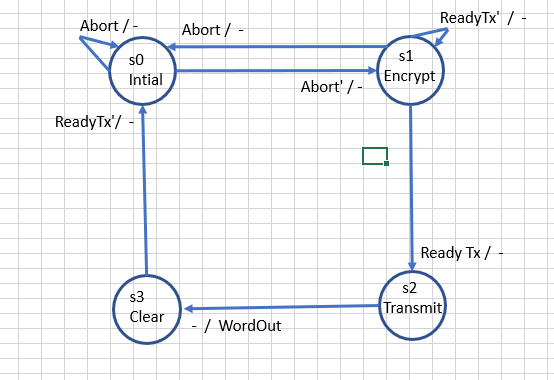 Abort / -
Abort / -
ReadyTx' / -
s0
Intial
s1
Encrypt
Abort' / -
ReadyTx'/ -
Ready Tx / -
s3
Clear
s2
Transmit
- / WordOut